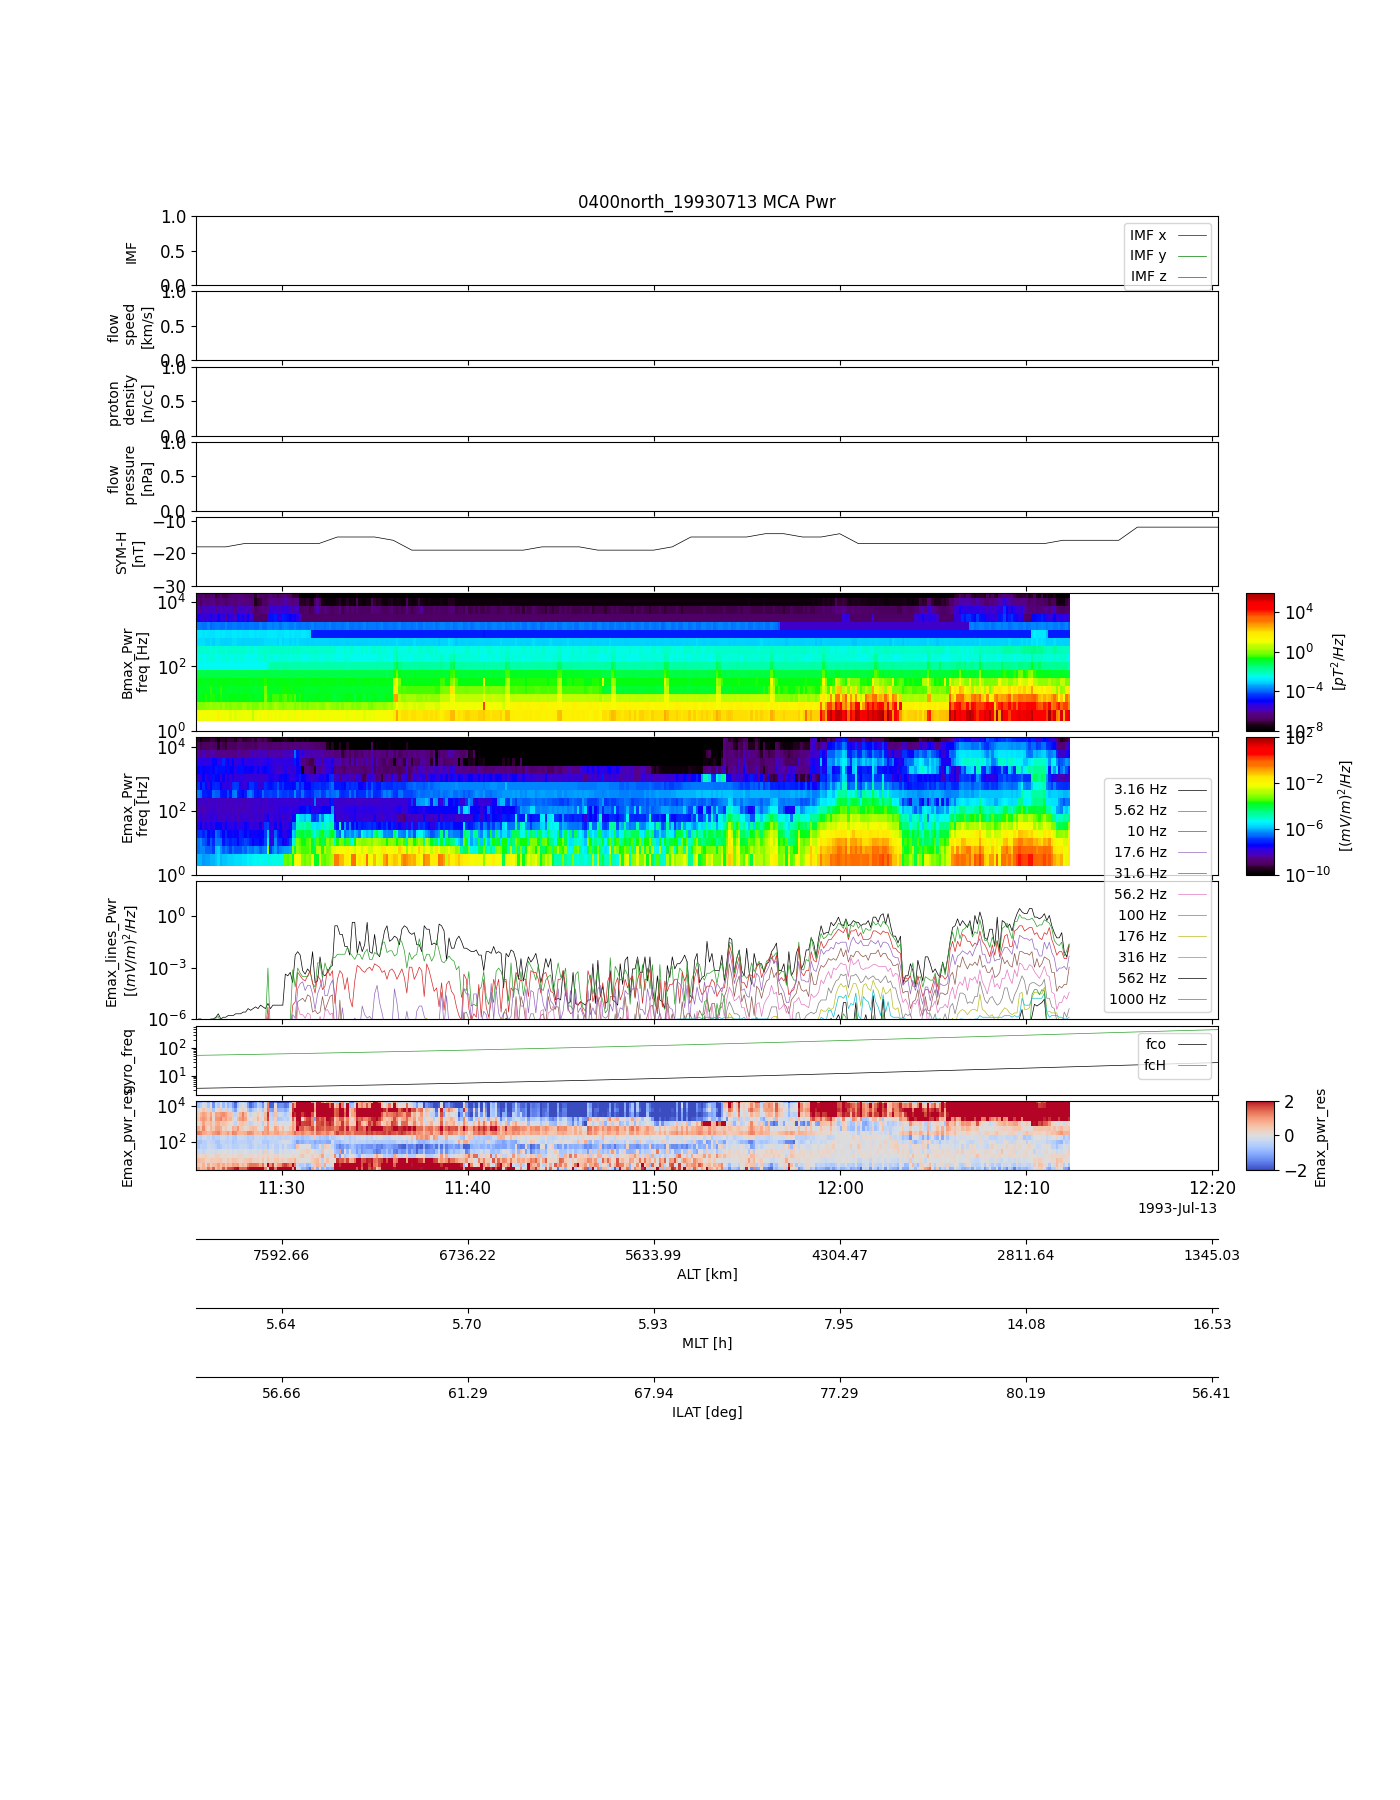 0400north_19930713 MCA Pwr
1.0
0.5
0.0
IMF
IMF x
IMF y
IMF z
1.0
0.5
0.0
flow
speed
[km/s]
1.0
0.5
0.0
proton
density
[n/cc]
1.0
0.5
0.0
flow
pressure
[nPa]
−10
−20
−30
SYM-H
[nT]
10^4
10^2
10^0
Bmax_Pwr
freq [Hz]
10^4
10^0
10^−4
10^−8
[pT^2/Hz]
10^4
10^2
10^0
Emax_Pwr
freq [Hz]
10^2
10^−2
10^−6
10^−10
[(mV/m)^2/Hz]
3.16 Hz
5.62 Hz
10 Hz
17.6 Hz
31.6 Hz
56.2 Hz
100 Hz
176 Hz
316 Hz
562 Hz
1000 Hz
10^0
10^−3
10^−6
Emax_lines_Pwr
[(mV/m)^2/Hz]
10^2
10^1
gyro_freq
fco
fcH
10^4
10^2
Emax_pwr_res
2
0
−2
Emax_pwr_res
11:30 11:40 11:50 12:00 12:10 12:20
1993-Jul-13
7592.66 6736.22 5633.99 4304.47 2811.64 1345.03
ALT [km]
5.64 5.70 5.93 7.95 14.08 16.53
MLT [h]
56.66 61.29 67.94 77.29 80.19 56.41
ILAT [deg]